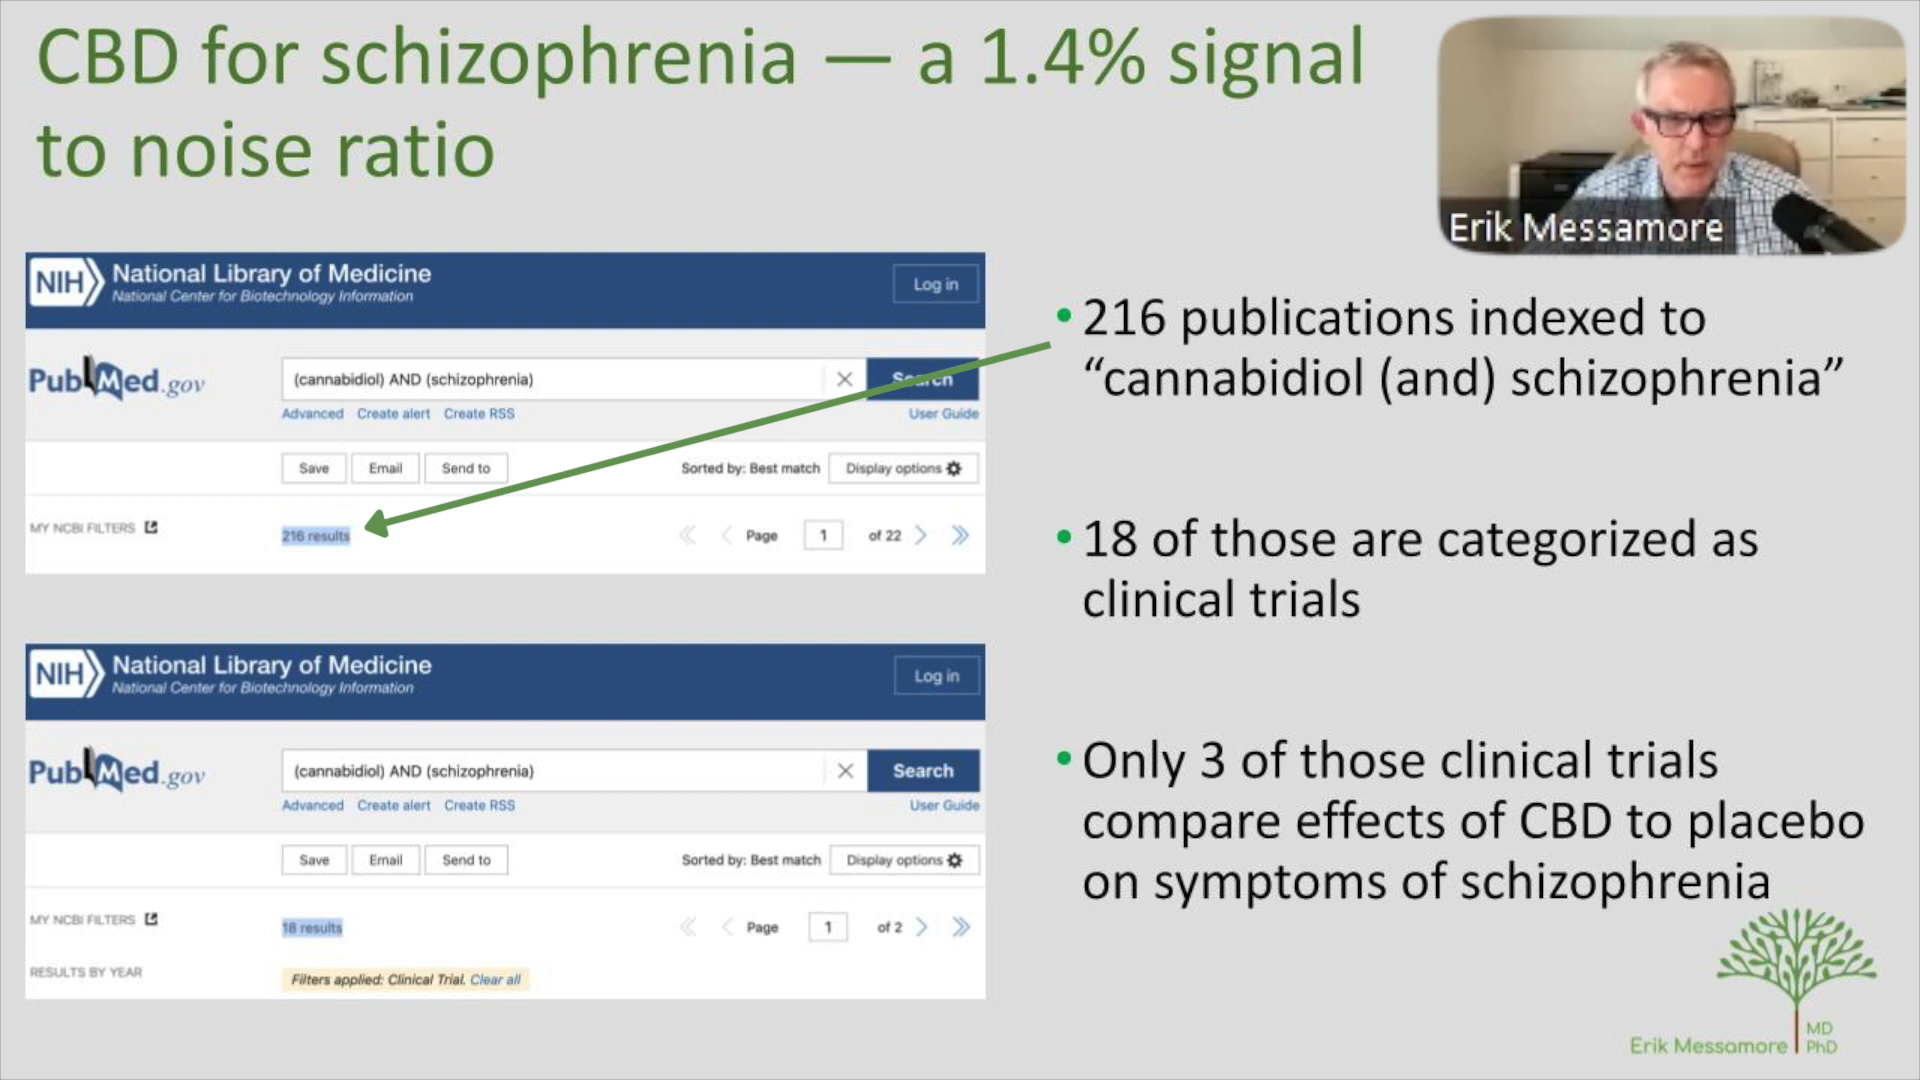 CBD for schizophrenia — a 1.4% signal
to noise ratio
Erik Messamore
NIH
National Library of Medicine
National Center for Biotechnology Information
Log in
PubMed.gov
(cannabidiol) AND (schizophrenia)
Search
Advanced Create alert Create RSS
User Guide
Save Email Send to
Sorted by: Best match Display options
MY NCBI FILTERS
216 results
Page 1 of 22
NIH
National Library of Medicine
National Center for Biotechnology Information
Log in
PubMed.gov
(cannabidiol) AND (schizophrenia)
Search
Advanced Create alert Create RSS
User Guide
Save Email Send to
Sorted by: Best match Display options
MY NCBI FILTERS
18 results
Page 1 of 2
RESULTS BY YEAR
Filters applied: Clinical Trial. Clear all
• 216 publications indexed to
“cannabidiol (and) schizophrenia”
• 18 of those are categorized as
clinical trials
• Only 3 of those clinical trials
compare effects of CBD to placebo
on symptoms of schizophrenia
Erik Messamore
MD
PhD